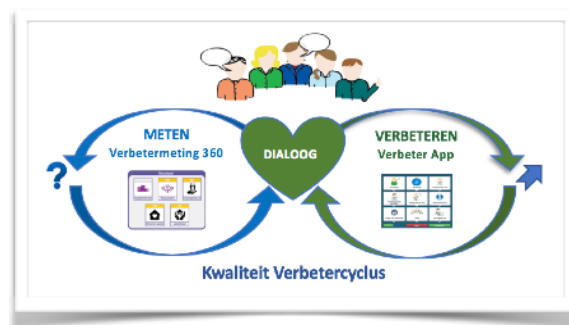 METEN
Verbetermeting 360
?
DIALOOG
VERBETEREN
Verbeter App
Kwaliteit Verbetercyclus